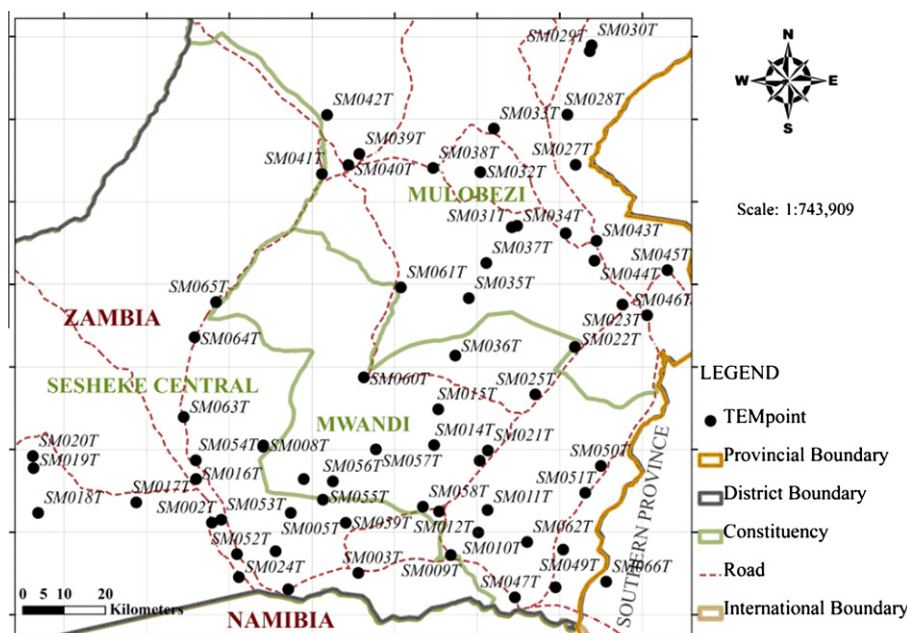 SM030T
SM029T
N
W E
S
SM042T
SM033T
SM028T
SM039T
SM041T
SM040T
SM038T
SM027T
SM032T
MULOBEZI
Scale: 1:743,909
SM031T
SM034T
SM043T
SM037T
SM045T
SM044T
SM061T
SM065T
SM035T
SM046T
ZAMBIA
SM023T
SM064T
SM022T
SM036T
LEGEND
SESHEKE CENTRAL
SM060T
SM025T
SM015T
TEMpoint
SM063T
MWANDI
SM014T
SM021T
SM020T
SM054T
SM008T
SM050T
Provincial Boundary
SM019T
SM056T
SM057T
SM016T
SM051T
SM017T
District Boundary
SM018T
SM055T
SM058T
SM011T
SM002T
SM053T
SM005T
SM059T
SM012T
SM062T
Constituency
SM052T
SM010T
SM003T
SM049T
SM024T
SM009T
SM066T
Road
SM047T
SOUTHERN PROVINCE
0 5 10 20
Kilometers
NAMIBIA
International Boundary